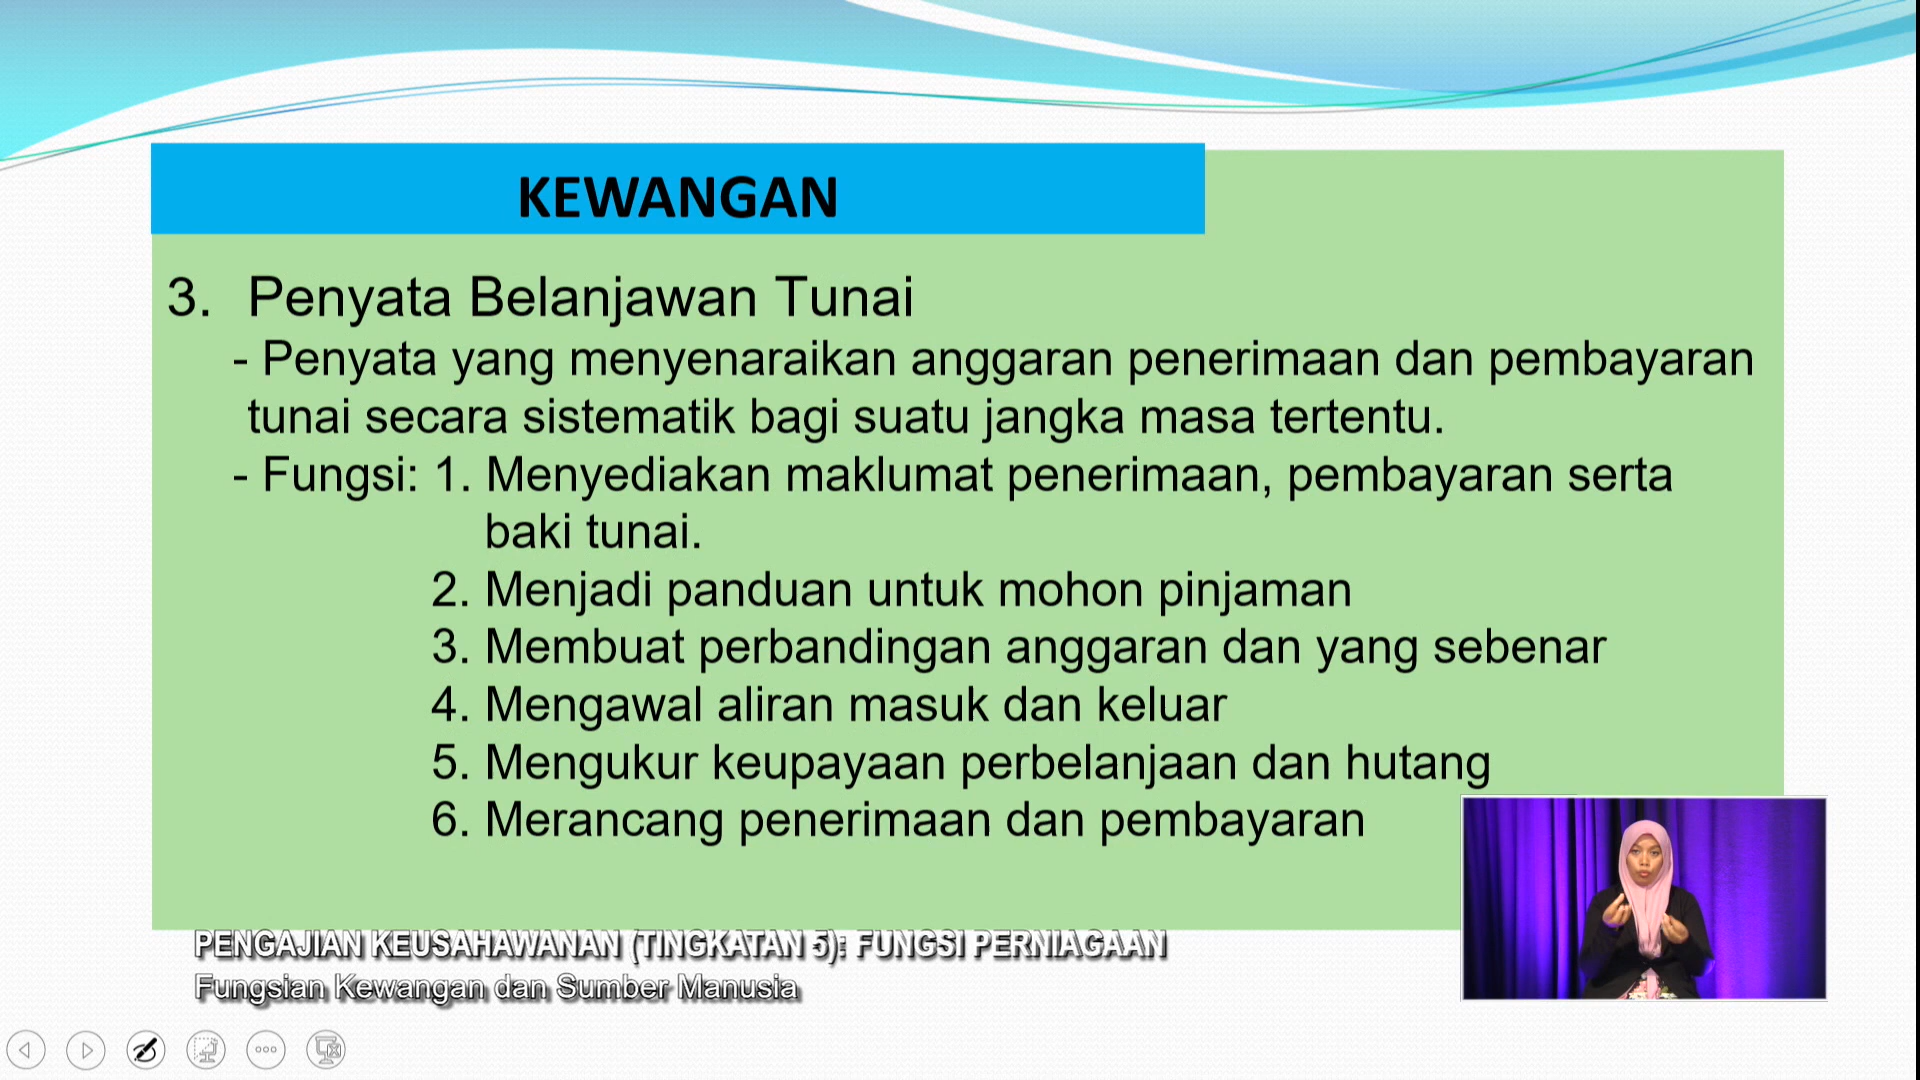 KEWANGAN
3. Penyata Belanjawan Tunai
- Penyata yang menyenaraikan anggaran penerimaan dan pembayaran
tunai secara sistematik bagi suatu jangka masa tertentu.
- Fungsi: 1. Menyediakan maklumat penerimaan, pembayaran serta
baki tunai.
2. Menjadi panduan untuk mohon pinjaman
3. Membuat perbandingan anggaran dan yang sebenar
4. Mengawal aliran masuk dan keluar
5. Mengukur keupayaan perbelanjaan dan hutang
6. Merancang penerimaan dan pembayaran
PENGAJIAN KEUSAHAWANAN (TINGKATAN 5): FUNGSI PERNIAGAAN
Fungsian Kewangan dan Sumber Manusia